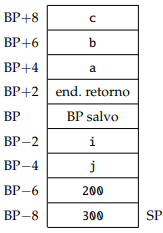 BP+8 c
BP+6 b
BP+4 a
BP+2 end. retorno
BP BP salvo
BP−2 i
BP−4 j
BP−6 200
BP−8 300 SP